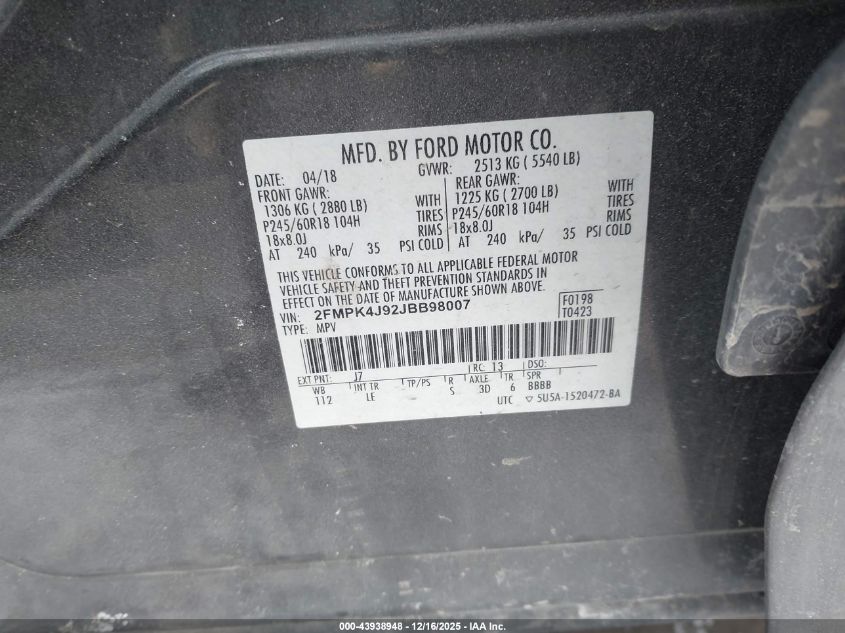 MFD. BY FORD MOTOR CO.
DATE: 04/18 GVWR: 2513 KG ( 5540 LB)
FRONT GAWR: REAR GAWR:
1306 KG ( 2880 LB) WITH 1225 KG ( 2700 LB) WITH
P245/60R18 104H TIRES P245/60R18 104H TIRES
18x8.0J RIMS 18x8.0J RIMS
AT 240 kPa/ 35 PSI COLD AT 240 kPa/ 35 PSI COLD
THIS VEHICLE CONFORMS TO ALL APPLICABLE FEDERAL MOTOR
VEHICLE SAFETY AND THEFT PREVENTION STANDARDS IN
EFFECT ON THE DATE OF MANUFACTURE SHOWN ABOVE.
VIN: 2FMPK4J92JBB98007 F0198
TYPE: MPV T0423
EXT PNT: J7 RC: 13 DSO:
WB INT TR TP/PS R AXLE TR SPR
112 LE S 3D 6 BBBB
UTC ▽ 5U5A-1520472-BA
000-43938948 - 12/16/2025 - IAA Inc.